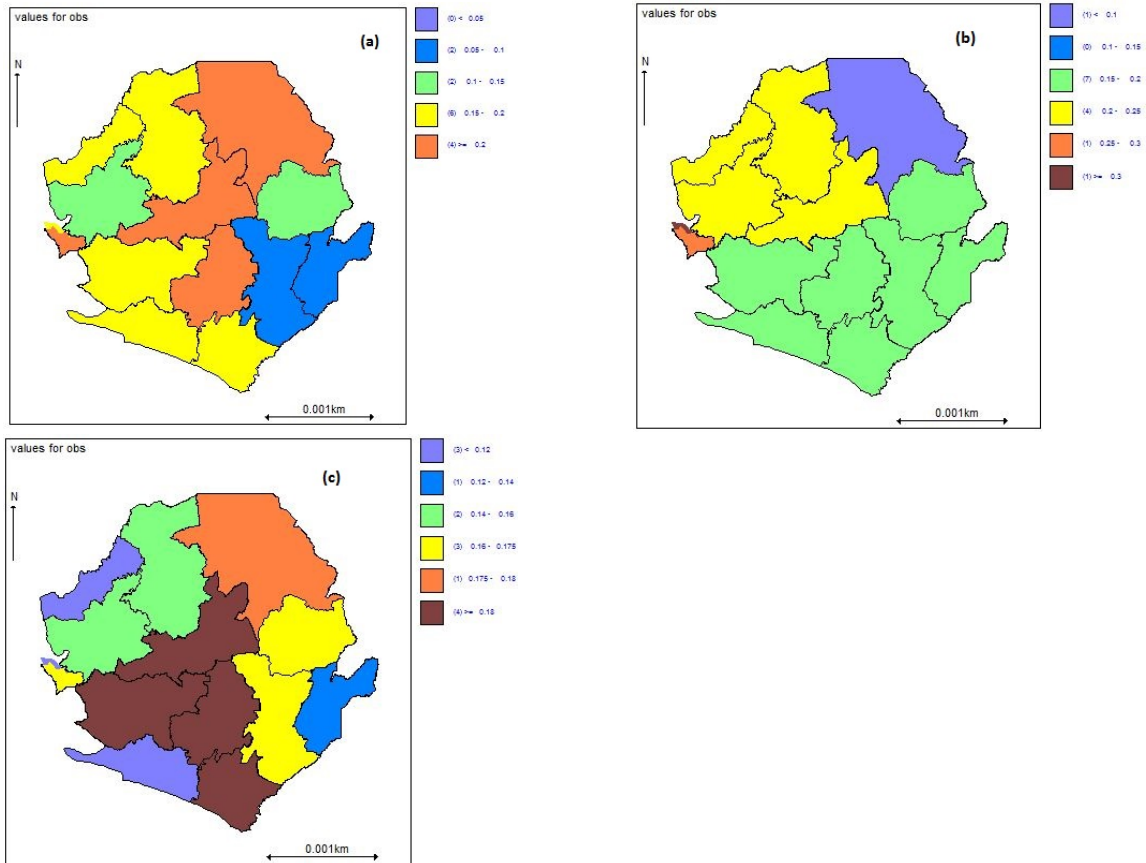 values for obs
(a)
N
0.001km
(0) < 0.05
(2) 0.05 - 0.1
(2) 0.1 - 0.15
(6) 0.15 - 0.2
(4) >= 0.2
values for obs
(b)
N
0.001km
(1) < 0.1
(0) 0.1 - 0.15
(7) 0.15 - 0.2
(4) 0.2 - 0.25
(1) 0.25 - 0.3
(1) >= 0.3
values for obs
(c)
N
0.001km
(3) < 0.12
(1) 0.12 - 0.14
(2) 0.14 - 0.16
(3) 0.16 - 0.175
(1) 0.175 - 0.18
(4) >= 0.18